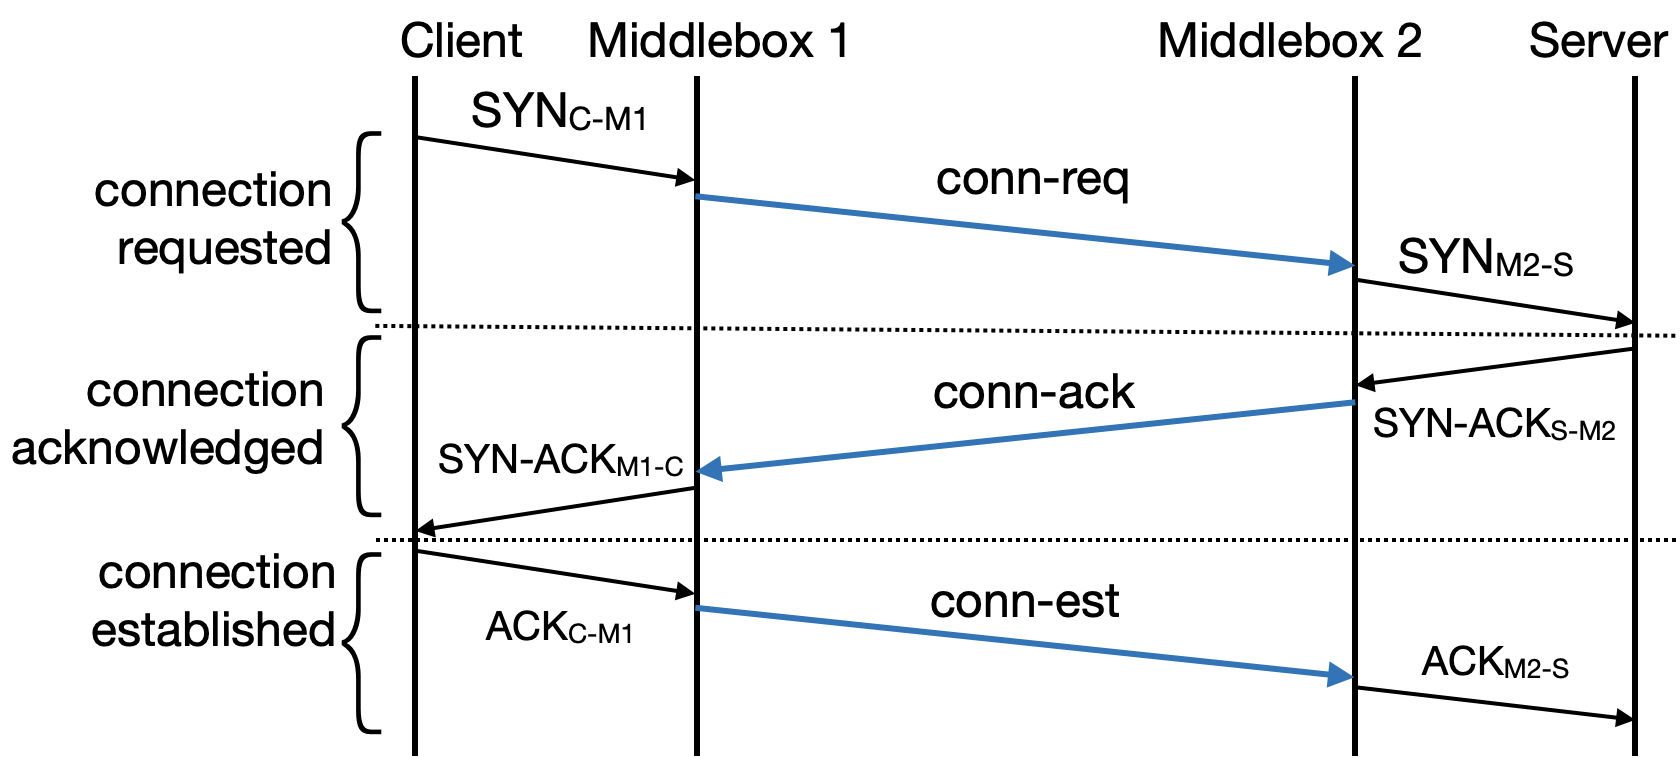 Client
Middlebox 1
Middlebox 2
Server
SYNC-M1
conn-req
connection
requested
SYNM2-S
conn-ack
connection
acknowledged
SYN-ACKS-M2
SYN-ACKM1-C
connection
established
conn-est
ACKC-M1
ACKM2-S